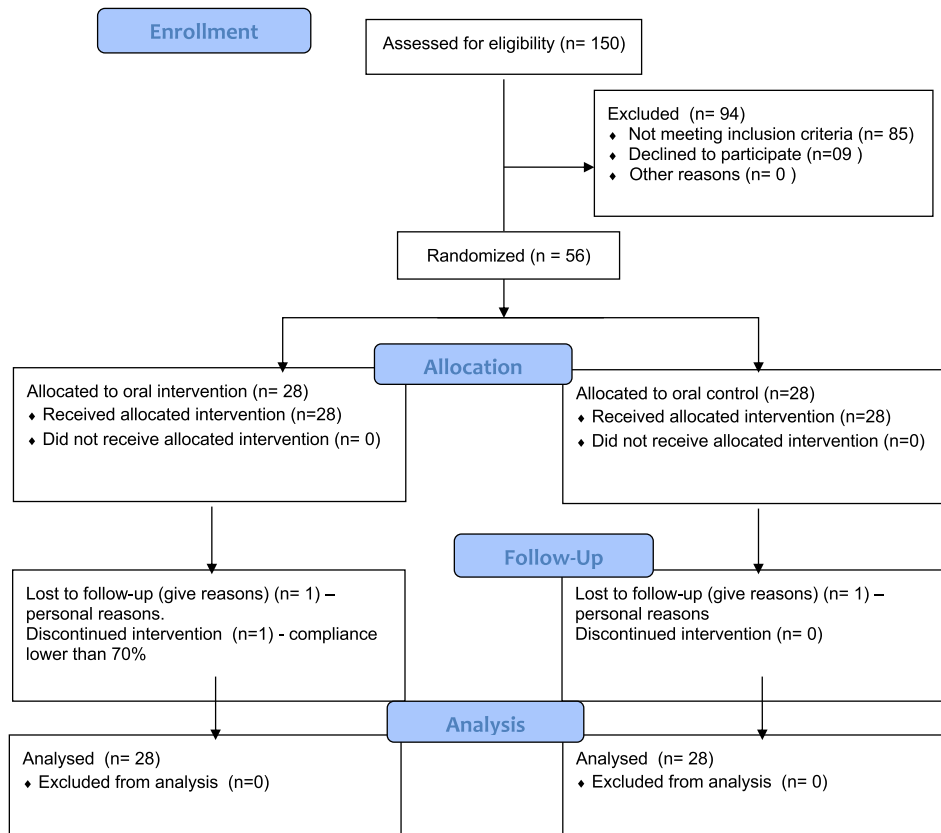 Enrollment
Assessed for eligibility (n= 150)
Excluded (n= 94)
♦ Not meeting inclusion criteria (n= 85)
♦ Declined to participate (n=09 )
♦ Other reasons (n= 0 )
Randomized (n = 56)
Allocation
Allocated to oral intervention (n= 28)
♦ Received allocated intervention (n=28)
♦ Did not receive allocated intervention (n= 0)
Allocated to oral control (n=28)
♦ Received allocated intervention (n=28)
♦ Did not receive allocated intervention (n=0)
Follow-Up
Lost to follow-up (give reasons) (n= 1) –
personal reasons.
Discontinued intervention (n=1) - compliance
lower than 70%
Lost to follow-up (give reasons) (n= 1) –
personal reasons
Discontinued intervention (n= 0)
Analysis
Analysed (n= 28)
♦ Excluded from analysis (n=0)
Analysed (n= 28)
♦ Excluded from analysis (n= 0)